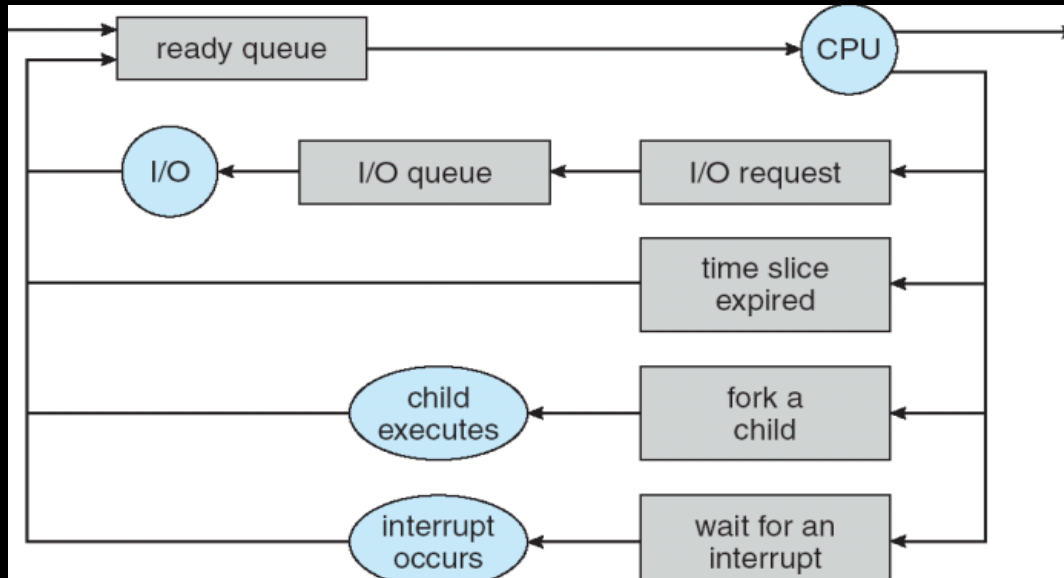 ready queue
CPU
I/O
I/O queue
I/O request
time slice
expired
child
executes
fork a
child
interrupt
occurs
wait for an
interrupt